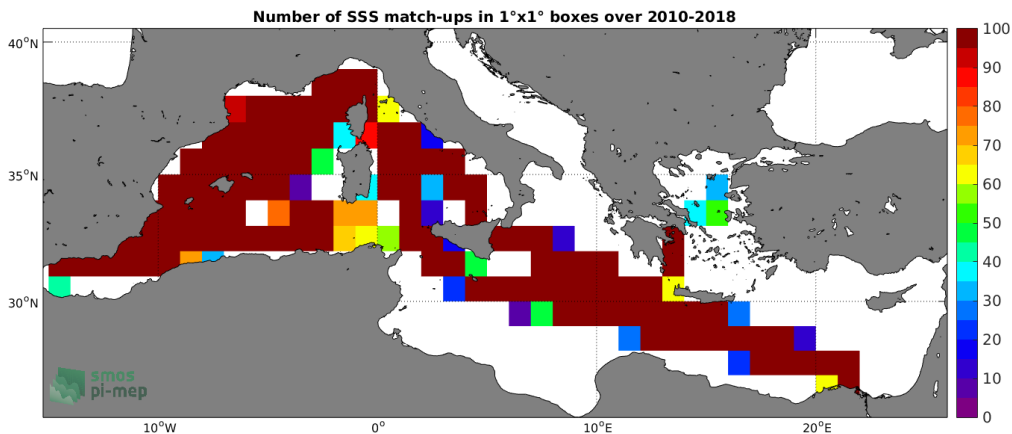 Number of SSS match-ups in 1°x1° boxes over 2010-2018
40°N
35°N
30°N
10°W
0°
10°E
20°E
100
90
80
70
60
50
40
30
20
10
0
smos
pi-mep